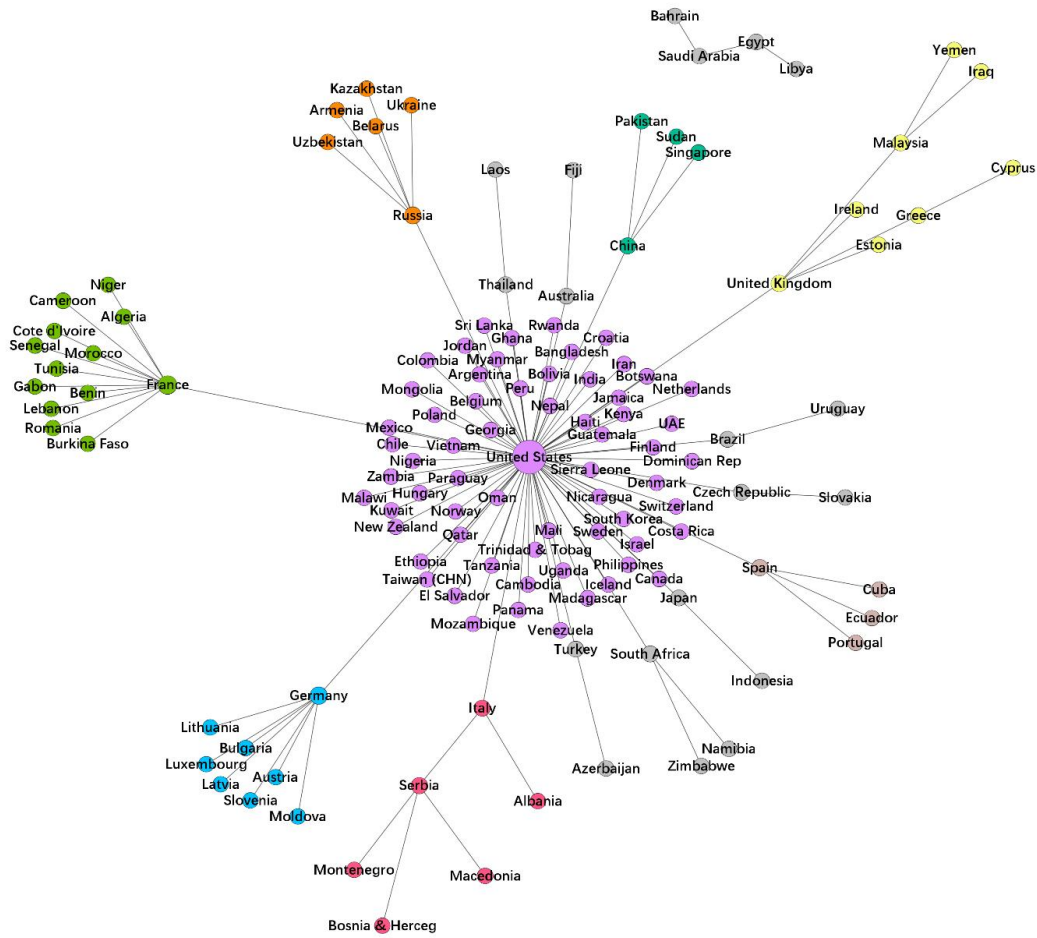 Bahrain
Egypt
Saudi Arabia
Libya
Yemen
Iraq
Kazakhstan
Ukraine
Armenia
Belarus
Uzbekistan
Pakistan
Sudan
Singapore
Malaysia
Cyprus
Laos
Fiji
Ireland
Greece
Russia
Estonia
China
United Kingdom
Niger
Thailand
Cameroon
Australia
Algeria
Cote d'Ivoire
Sri Lanka
Rwanda
Senegal
Morocco
Ghana
Croatia
Jordan
Bangladesh
Colombia
Myanmar
Iran
Tunisia
Argentina
Bolivia
India
Botswana
Gabon
Benin
France
Mongolia
Peru
Netherlands
Belgium
Jamaica
Lebanon
Nepal
Poland
Kenya
Uruguay
Haiti
UAE
Romania
Mexico
Georgia
Guatemala
Burkina Faso
Chile
Vietnam
Finland
Brazil
United States
Nigeria
Dominican Rep
Sierra Leone
Zambia
Paraguay
Denmark
Hungary
Czech Republic
Malawi
Oman
Nicaragua
Slovakia
Kuwait
Norway
Switzerland
South Korea
New Zealand
Qatar
Mali
Sweden
Costa Rica
Israel
Trinidad & Tobag
Ethiopia
Tanzania
Uganda
Philippines
Spain
Taiwan (CHN)
Cambodia
Iceland
Canada
Cuba
El Salvador
Madagascar
Japan
Panama
Ecuador
Mozambique
Venezuela
Portugal
Turkey
South Africa
Indonesia
Germany
Italy
Lithuania
Bulgaria
Namibia
Luxembourg
Azerbaijan
Zimbabwe
Austria
Latvia
Serbia
Slovenia
Albania
Moldova
Montenegro
Macedonia
Bosnia & Herceg